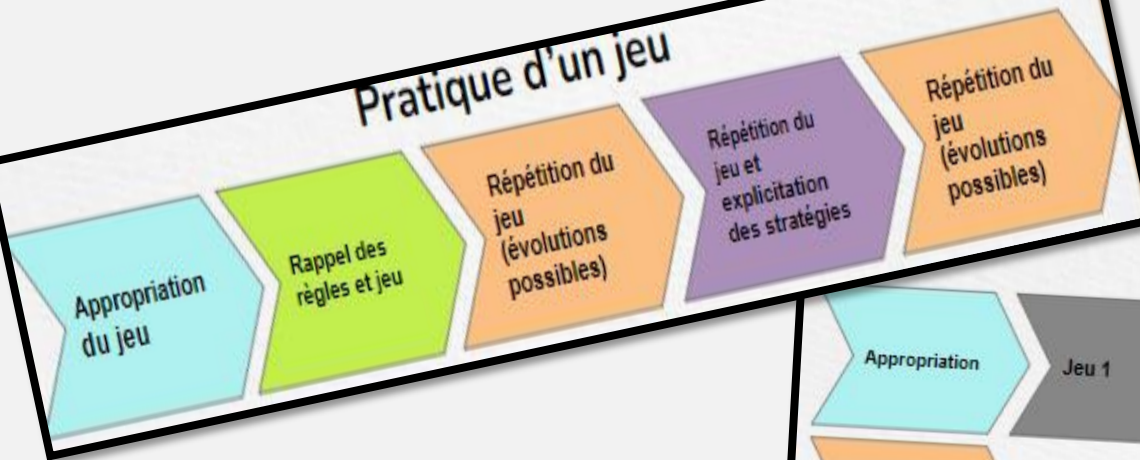 Pratique d'un jeu
Appropriation
du jeu
Rappel des
règles et jeu
Répétition du
jeu
(évolutions
possibles)
Répétition du
jeu et
explicitation
des stratégies
Répétition du
jeu
(évolutions
possibles)
Appropriation
Jeu 1